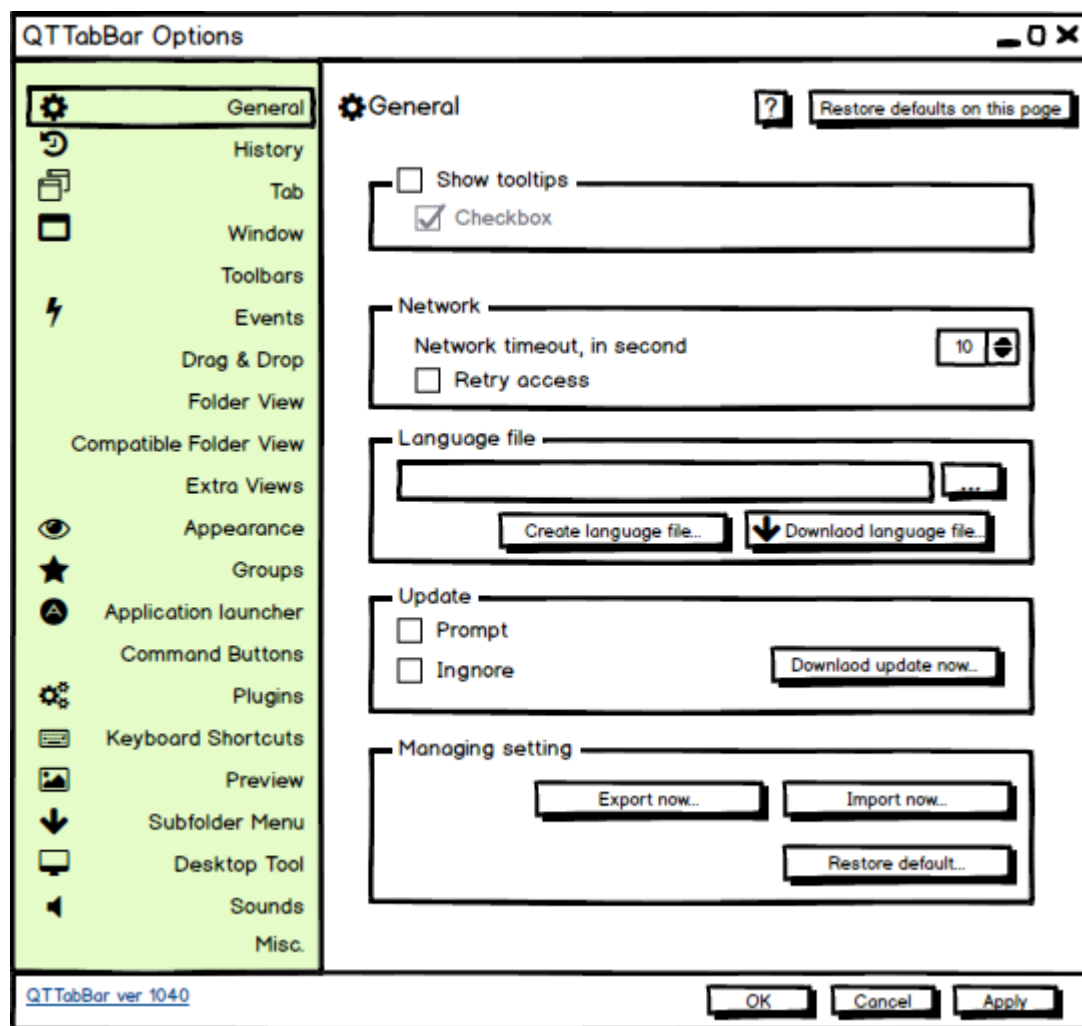 QTTabBar Options
General
History
Tab
Window
Toolbars
Events
Drag & Drop
Folder View
Compatible Folder View
Extra Views
Appearance
Groups
Application launcher
Command Buttons
Plugins
Keyboard Shortcuts
Preview
Subfolder Menu
Desktop Tool
Sounds
Misc.
General
?
Restore defaults on this page
Show tooltips
Checkbox
Network
Network timeout, in second
10
Retry access
Language file
...
Create language file...
Downlaod language file...
Update
Prompt
Ingnore
Downlaod update now...
Managing setting
Export now...
Import now...
Restore default...
QTTabBar ver 1040
OK
Cancel
Apply